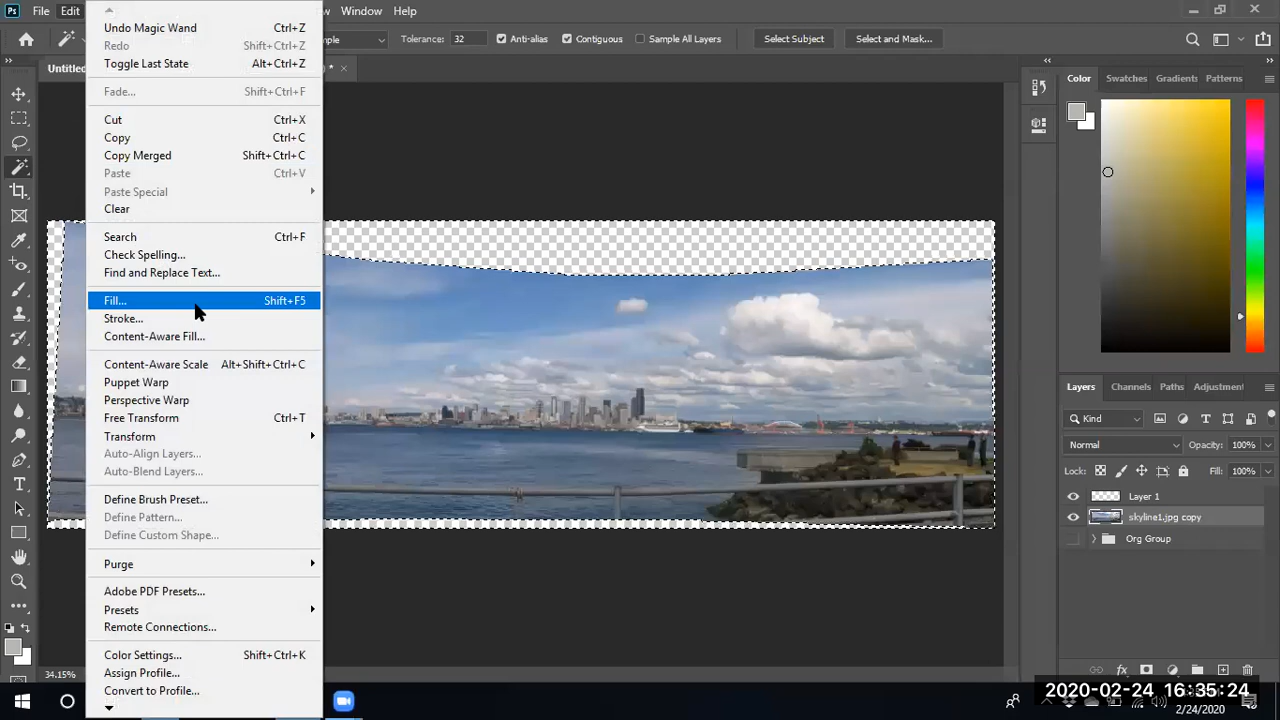 Ps File Edit w Window Help
Undo Magic Wand Ctrl+Z
Redo Shift+Ctrl+Z
Toggle Last State Alt+Ctrl+Z
Fade... Shift+Ctrl+F
Cut Ctrl+X
Copy Ctrl+C
Copy Merged Shift+Ctrl+C
Paste Ctrl+V
Paste Special
Clear
Search Ctrl+F
Check Spelling...
Find and Replace Text...
Fill... Shift+F5
Stroke...
Content-Aware Fill...
Content-Aware Scale Alt+Shift+Ctrl+C
Puppet Warp
Perspective Warp
Free Transform Ctrl+T
Transform
Auto-Align Layers...
Auto-Blend Layers...
Define Brush Preset...
Define Pattern...
Define Custom Shape...
Purge
Adobe PDF Presets...
Presets
Remote Connections...
Color Settings... Shift+Ctrl+K
Assign Profile...
Convert to Profile...
mple Tolerance: 32 Anti-alias Contiguous Sample All Layers Select Subject Select and Mask...
Untitled * ×
34.15%
Color Swatches Gradients Patterns
Layers Channels Paths Adjustment
Kind
Normal Opacity: 100%
Lock: Fill: 100%
Layer 1
skyline1.jpg copy
Org Group
fx
2020-02-24 16:35:24
2/24/2020